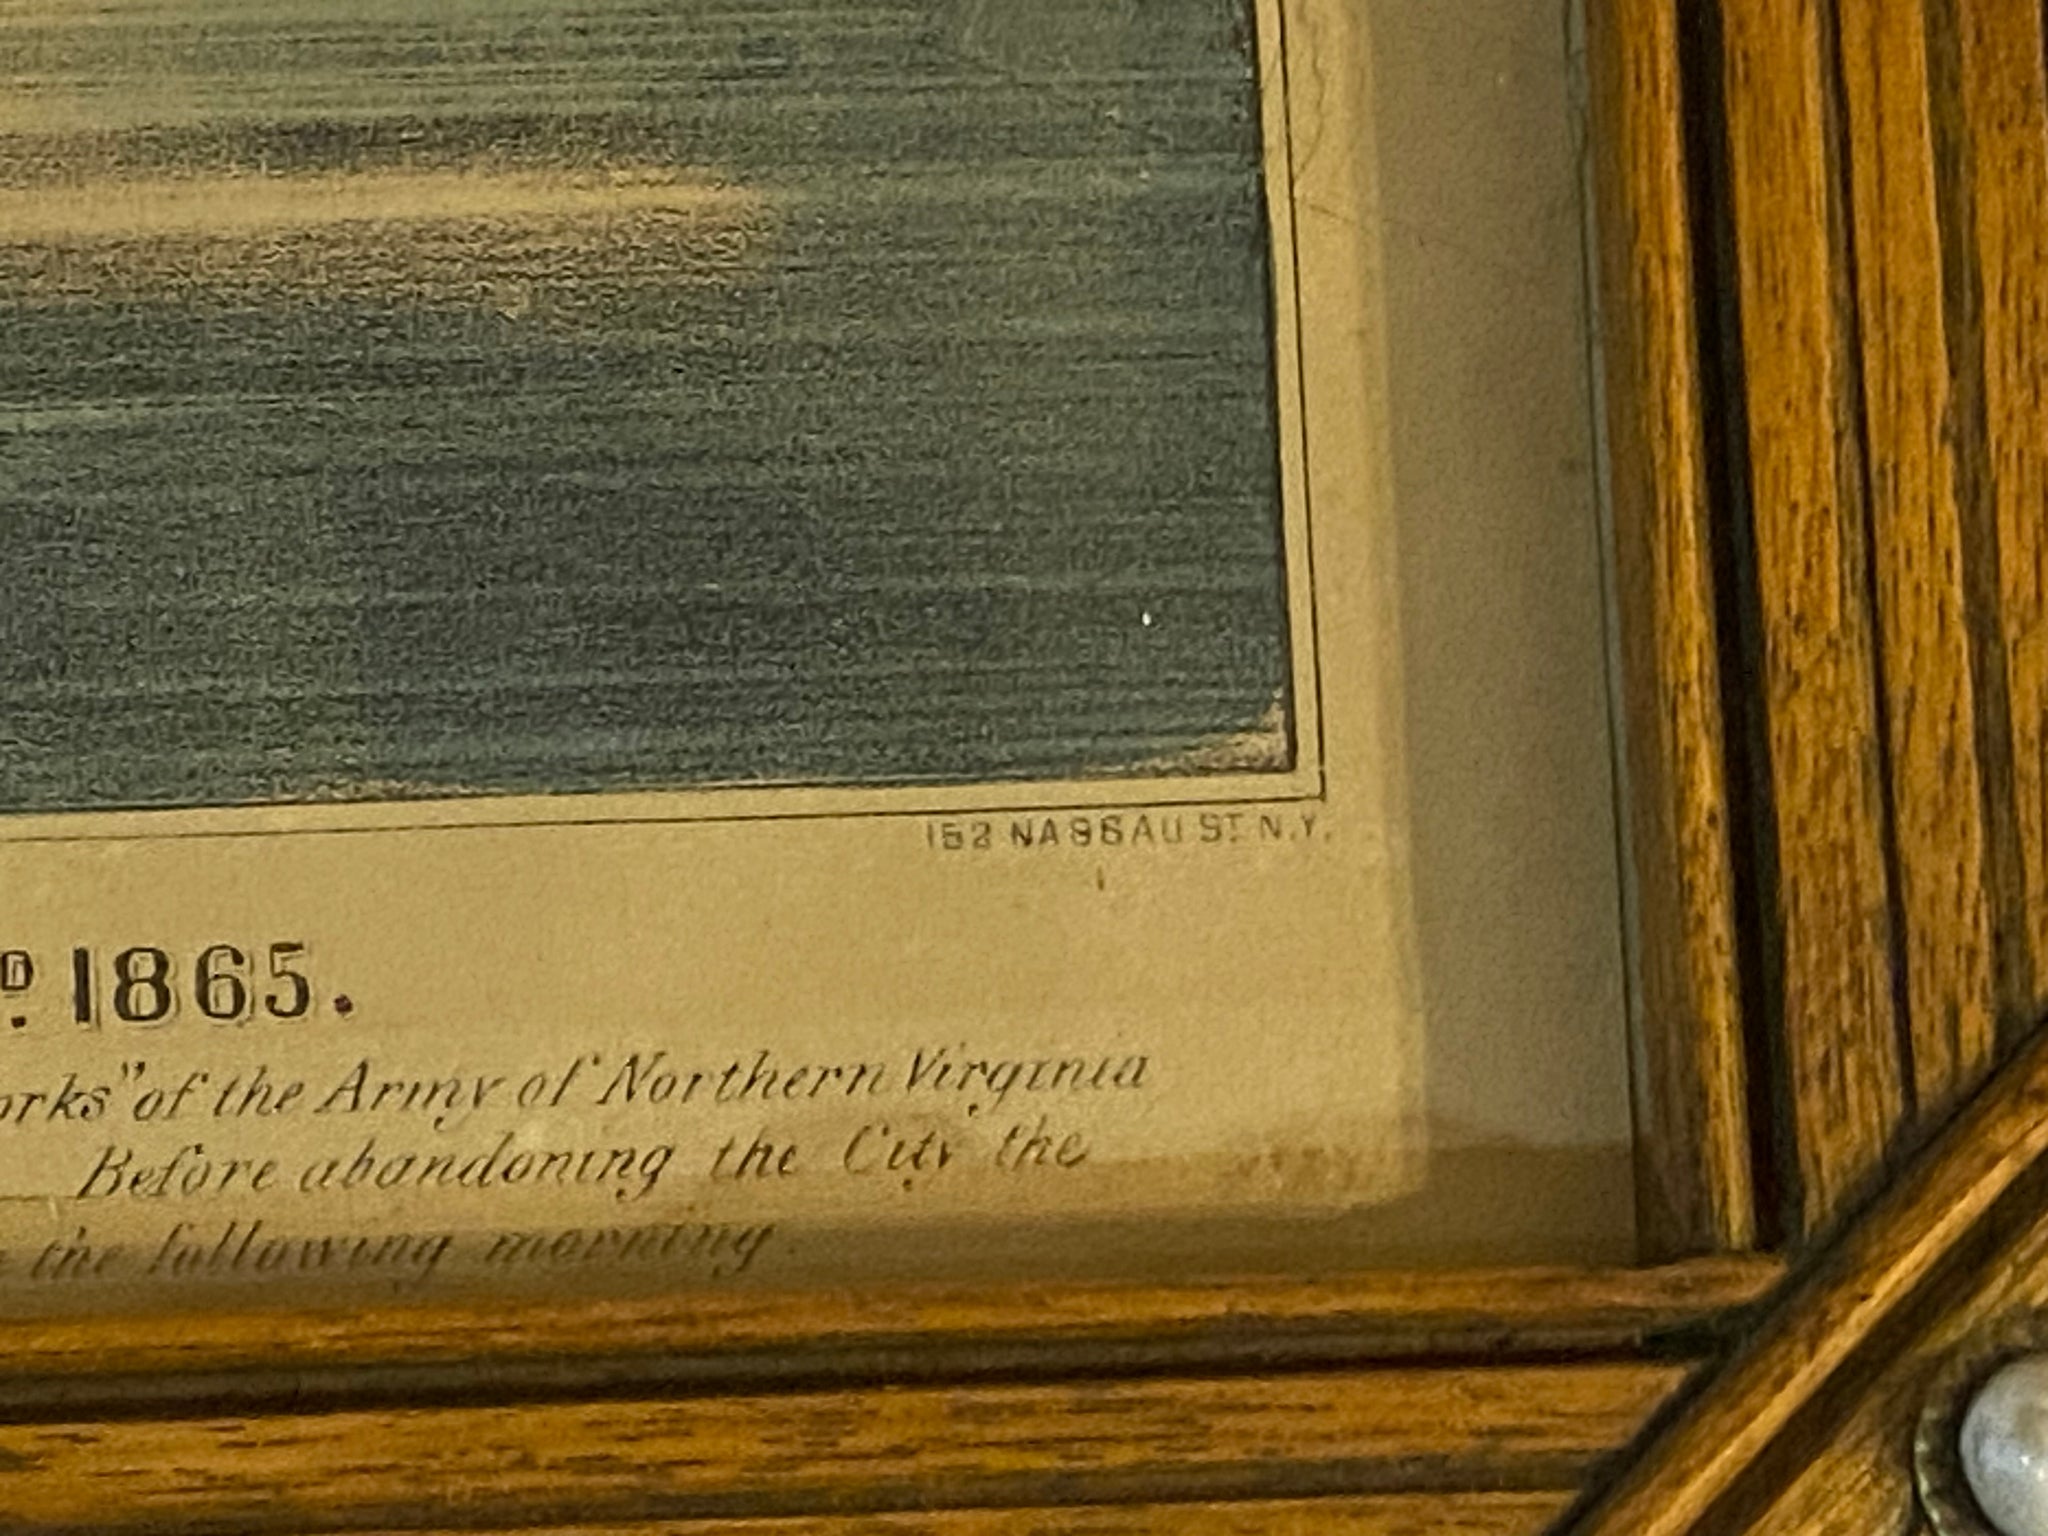 152 NASSAU ST. N.Y.
D. 1865.
orks" of the Army of Northern Virginia
Before abandoning the City the
the following morning.